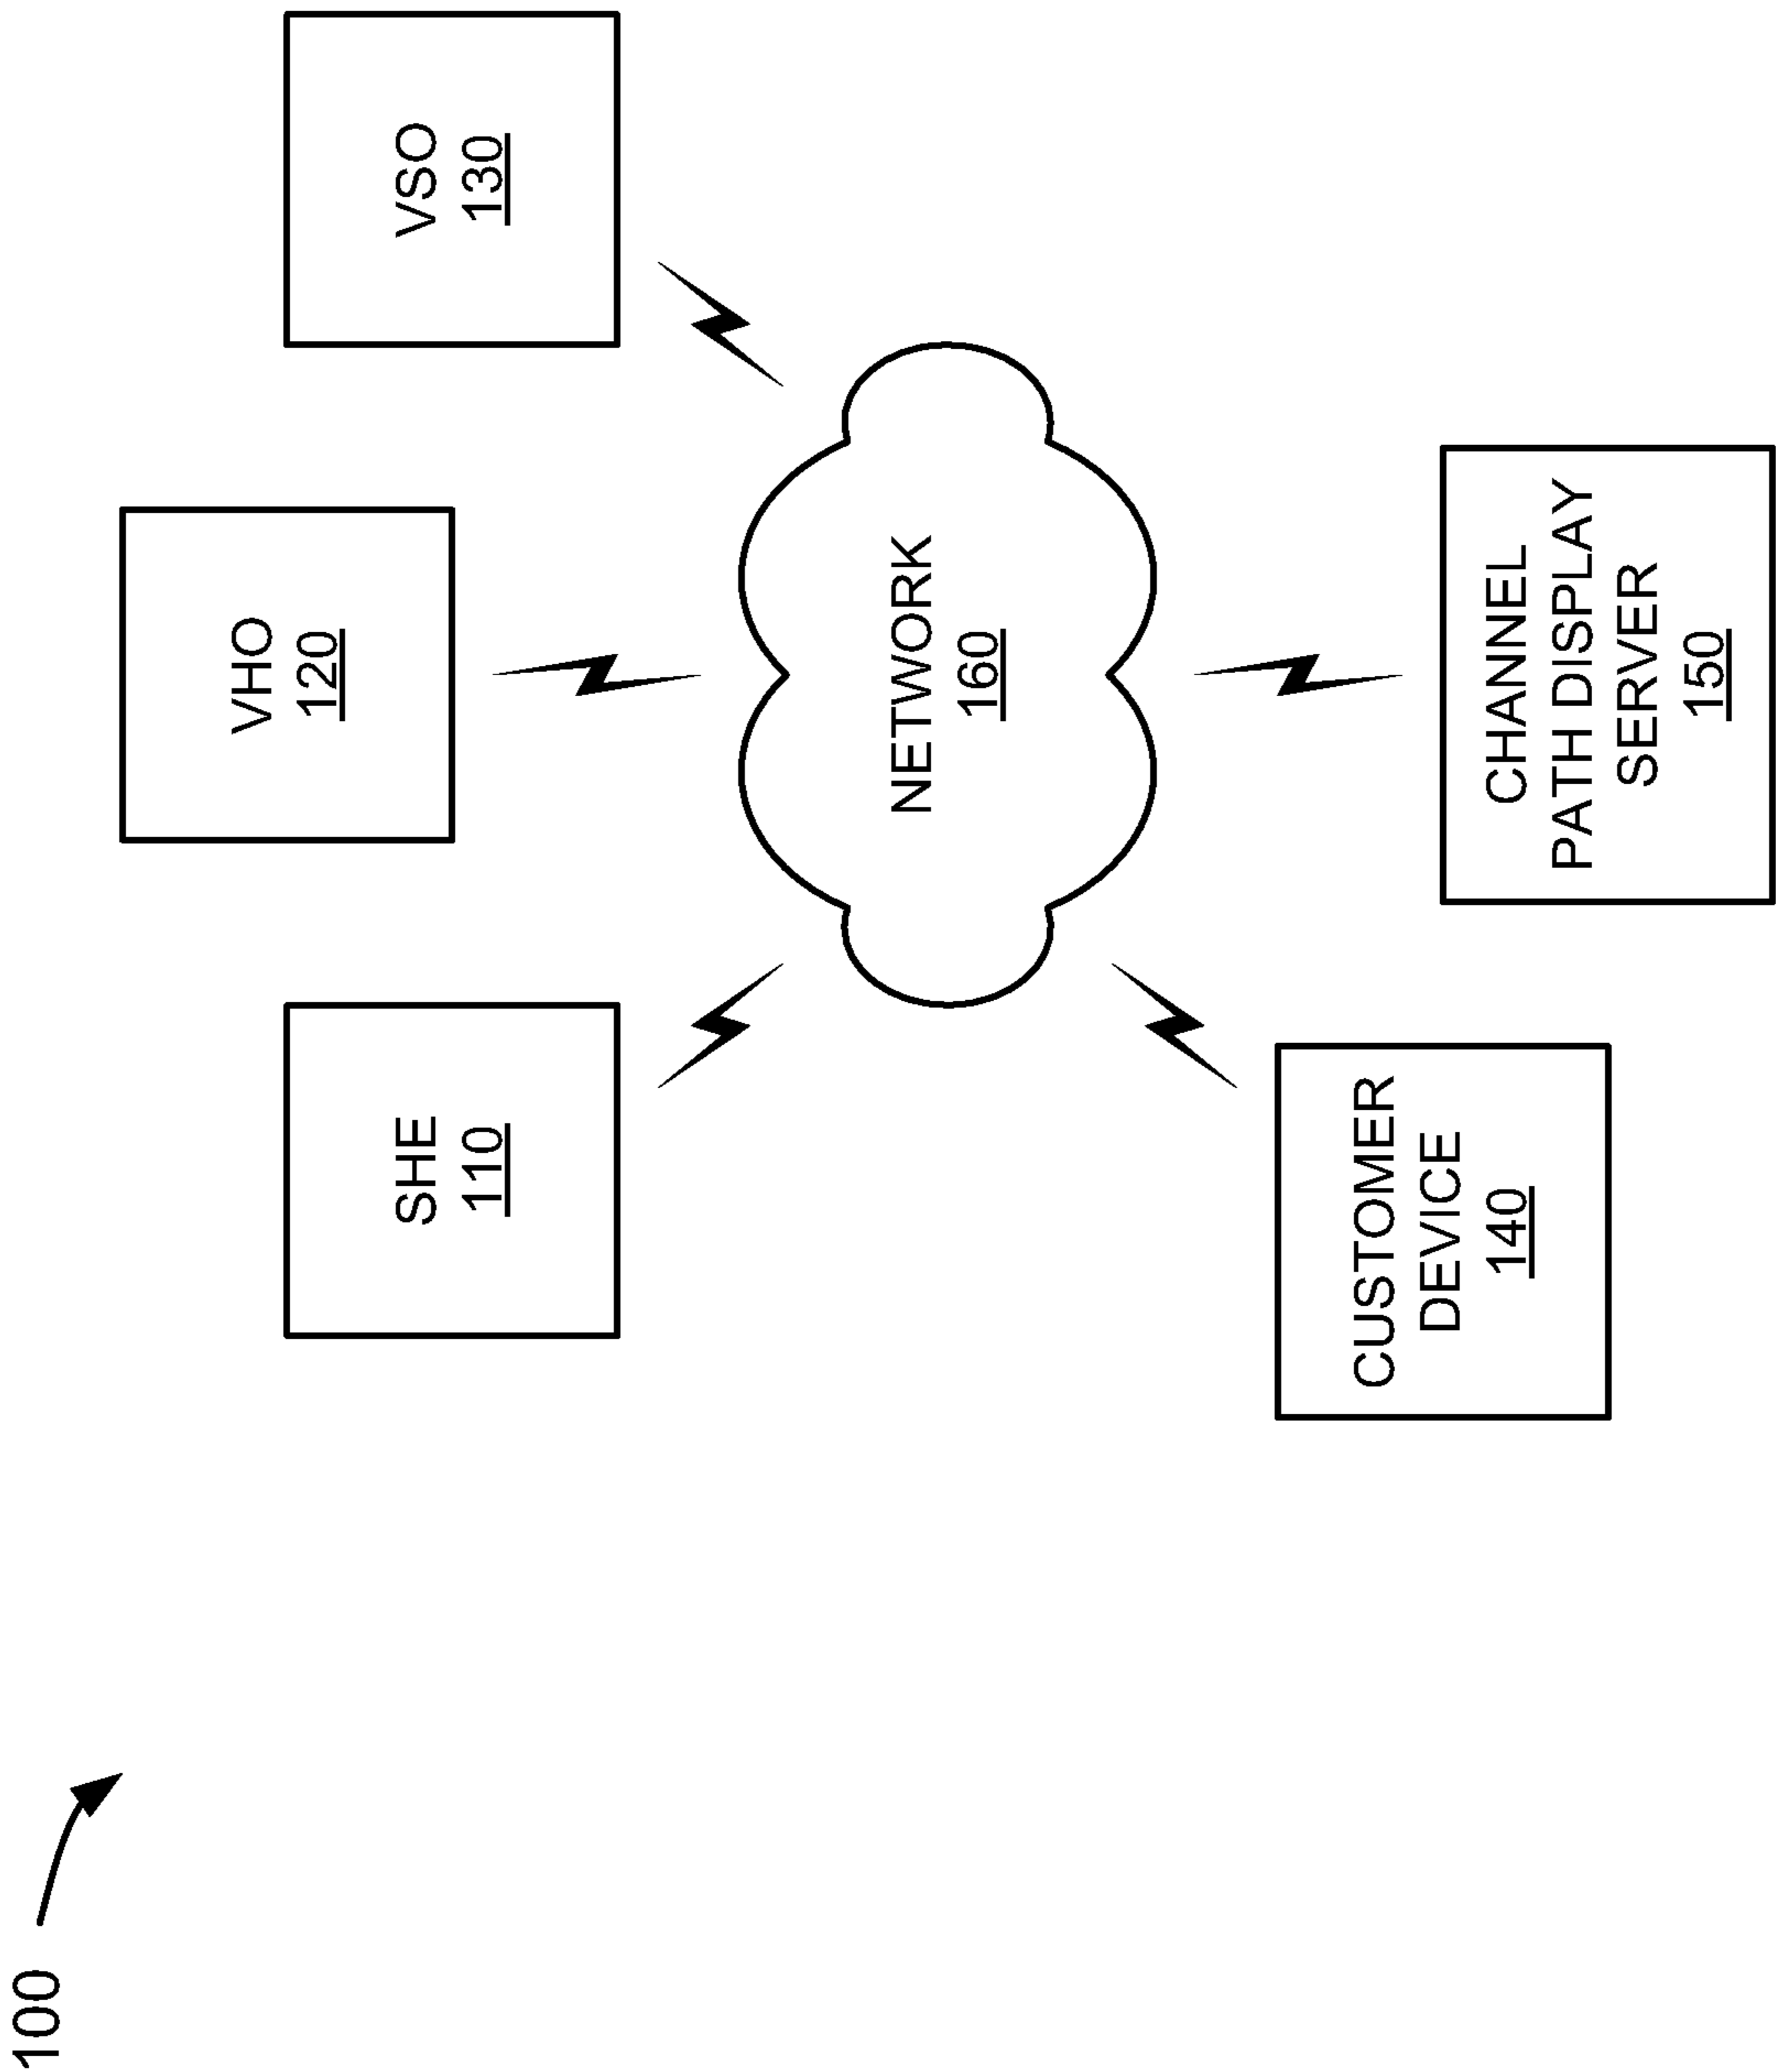 100
SHE
110
VHO
120
VSO
130
NETWORK
160
CUSTOMER
DEVICE
140
CHANNEL
PATH DISPLAY
SERVER
150